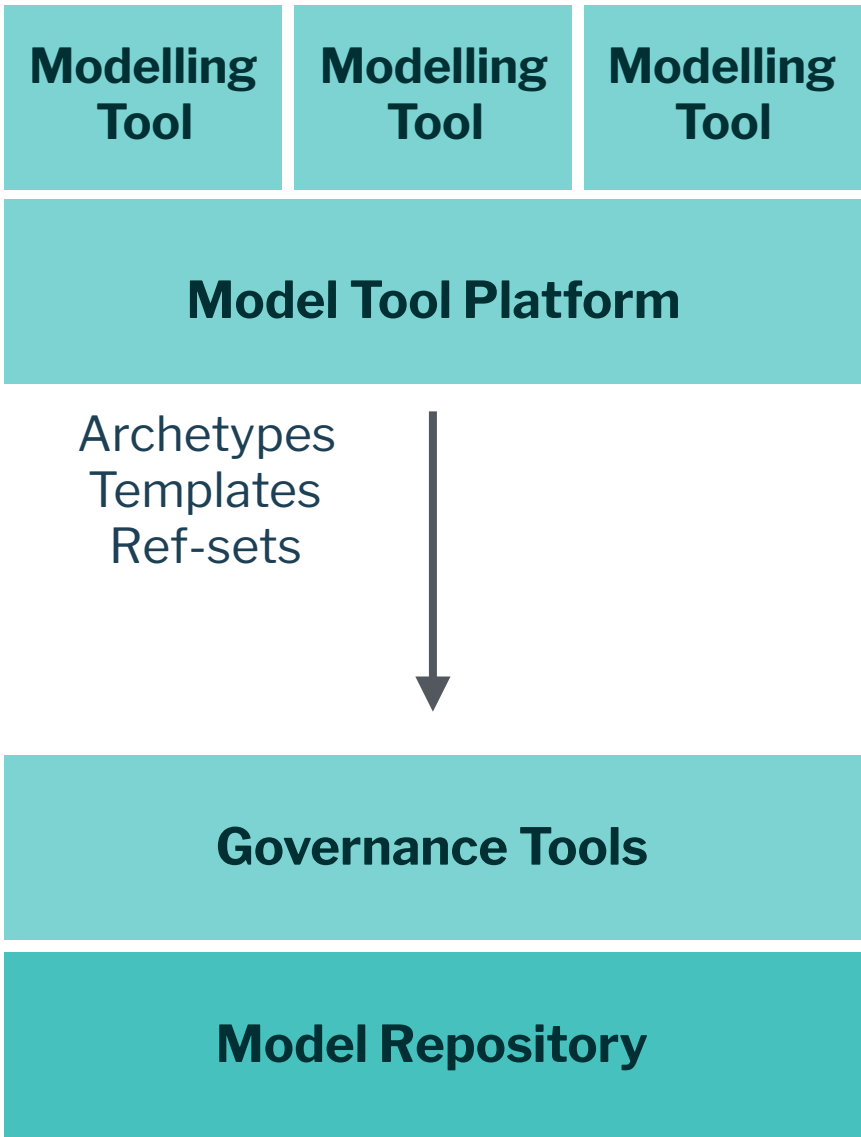 Modelling
Tool
Modelling
Tool
Modelling
Tool
Model Tool Platform
Archetypes
Templates
Ref-sets
Governance Tools
Model Repository